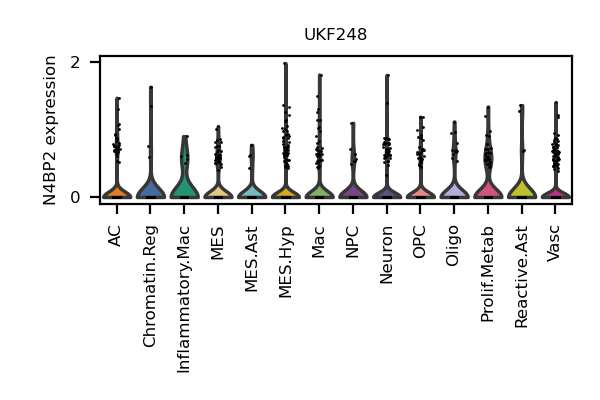 UKF248
N4BP2 expression
2
0
AC
Chromatin.Reg
Inflammatory.Mac
MES
MES.Ast
MES.Hyp
Mac
NPC
Neuron
OPC
Oligo
Prolif.Metab
Reactive.Ast
Vasc